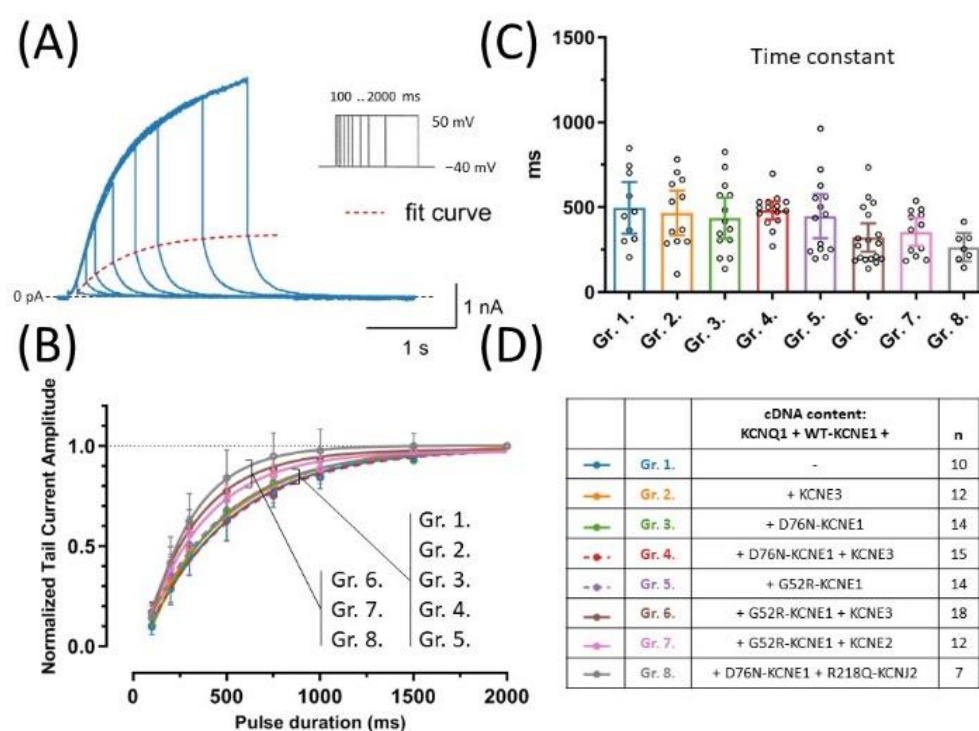 (A)
100 .. 2000 ms
50 mV
−40 mV
fit curve
0 pA
1 nA
1 s
(C)
Time constant
ms
1500
1000
500
0
Gr. 1.
Gr. 2.
Gr. 3.
Gr. 4.
Gr. 5.
Gr. 6.
Gr. 7.
Gr. 8.
(B)
Normalized Tail Current Amplitude
1.0
0.5
0.0
Gr. 6.
Gr. 7.
Gr. 8.
Gr. 1.
Gr. 2.
Gr. 3.
Gr. 4.
Gr. 5.
0 500 1000 1500 2000
Pulse duration (ms)
(D)
cDNA content:
KCNQ1 + WT-KCNE1 + n
Gr. 1. - 10
Gr. 2. + KCNE3 12
Gr. 3. + D76N-KCNE1 14
Gr. 4. + D76N-KCNE1 + KCNE3 15
Gr. 5. + G52R-KCNE1 14
Gr. 6. + G52R-KCNE1 + KCNE3 18
Gr. 7. + G52R-KCNE1 + KCNE2 12
Gr. 8. + D76N-KCNE1 + R218Q-KCNJ2 7